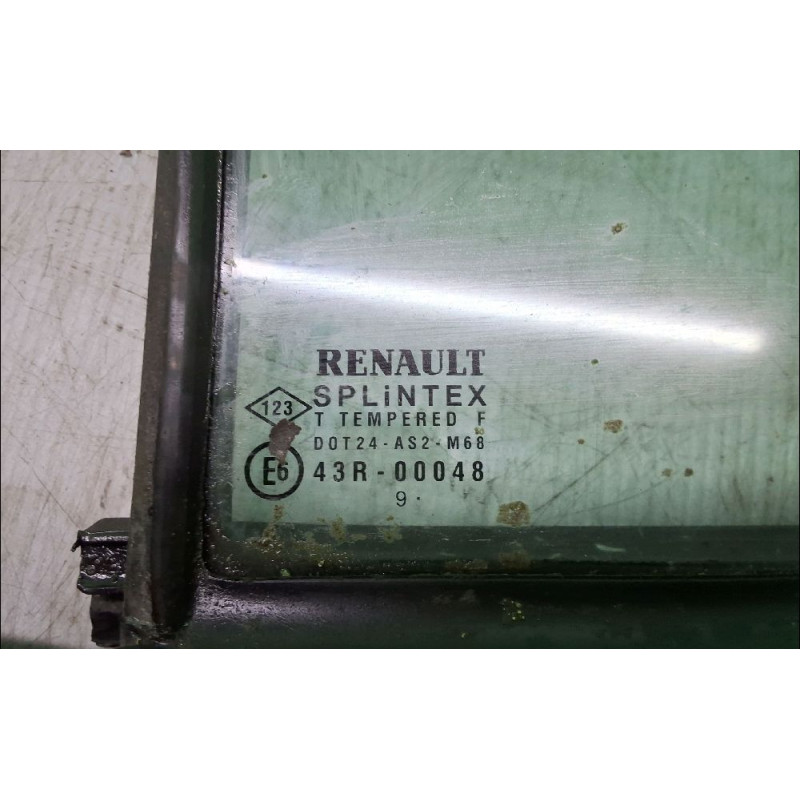 RENAULT
SPLiNTEX
123
T TEMPERED F
DOT24-AS2-M68
E6 43R-00048
9.